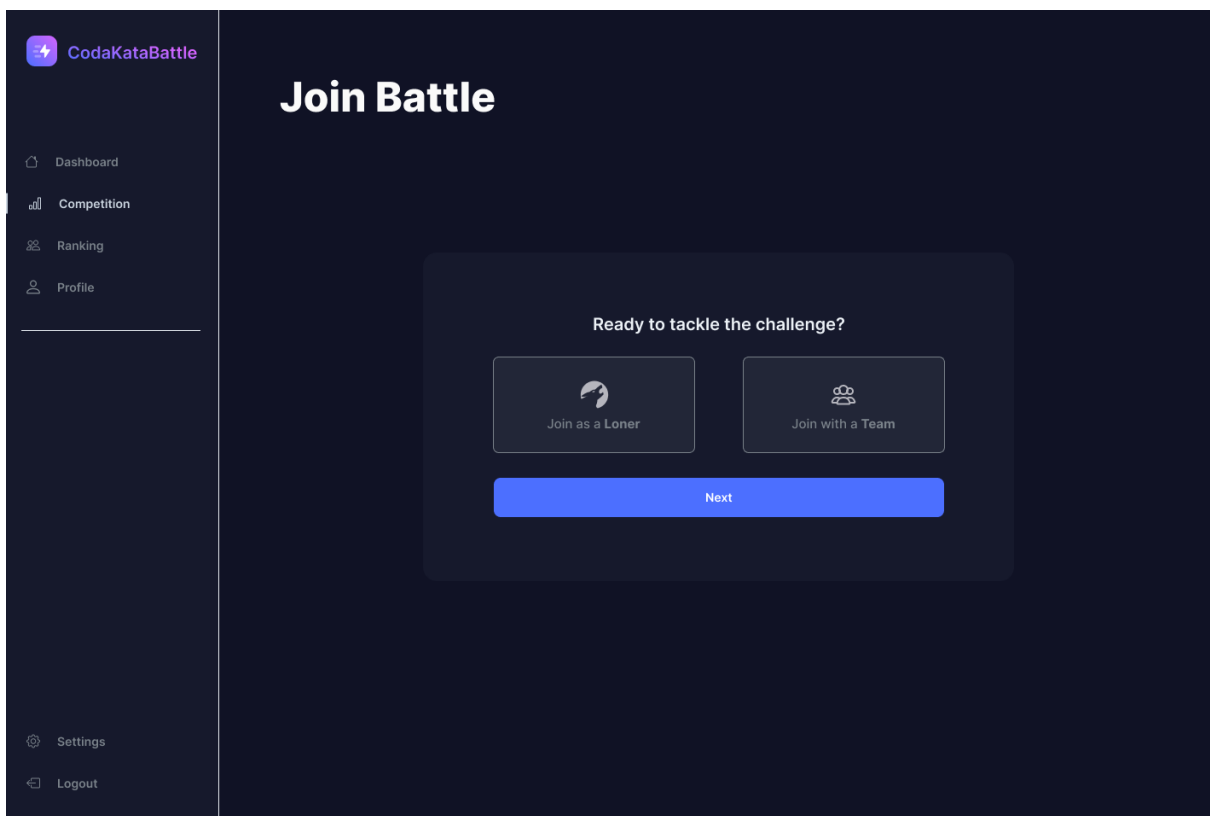 CodaKataBattle
Join Battle
Dashboard
Competition
Ranking
Profile
Ready to tackle the challenge?
Join as a Loner
Join with a Team
Next
Settings
Logout